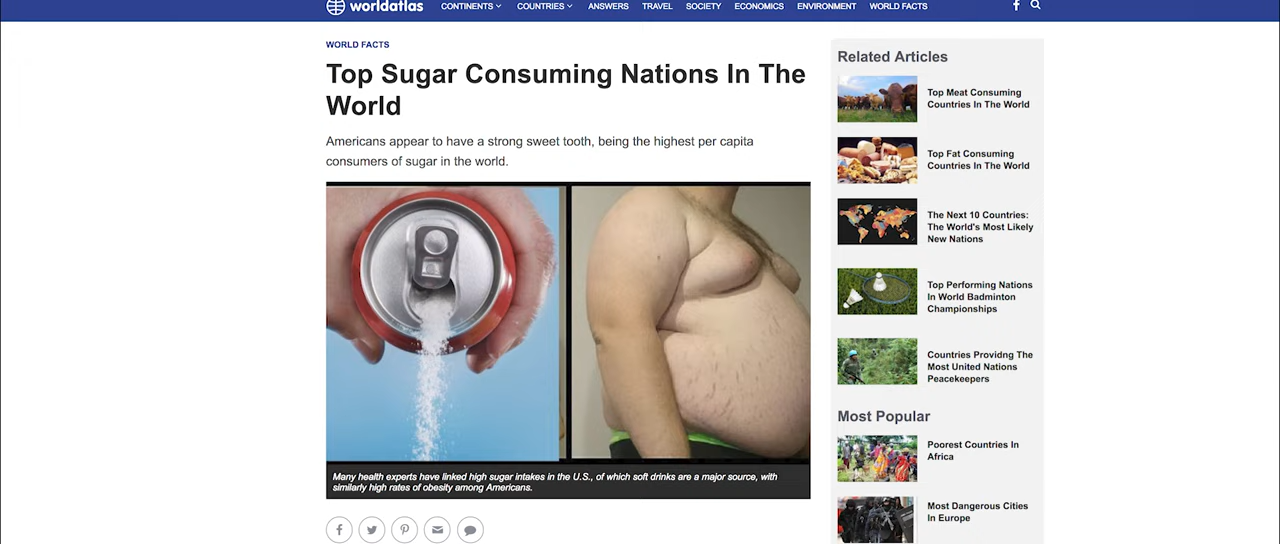 worldatlas CONTINENTS COUNTRIES ANSWERS TRAVEL SOCIETY ECONOMICS ENVIRONMENT WORLD FACTS
WORLD FACTS
Top Sugar Consuming Nations In The
World
Americans appear to have a strong sweet tooth, being the highest per capita
consumers of sugar in the world.
Many health experts have linked high sugar intakes in the U.S., of which soft drinks are a major source, with
similarly high rates of obesity among Americans.
Related Articles
Top Meat Consuming
Countries In The World
Top Fat Consuming
Countries In The World
The Next 10 Countries:
The World's Most Likely
New Nations
Top Performing Nations
In World Badminton
Championships
Countries Providng The
Most United Nations
Peacekeepers
Most Popular
Poorest Countries In
Africa
Most Dangerous Cities
In Europe